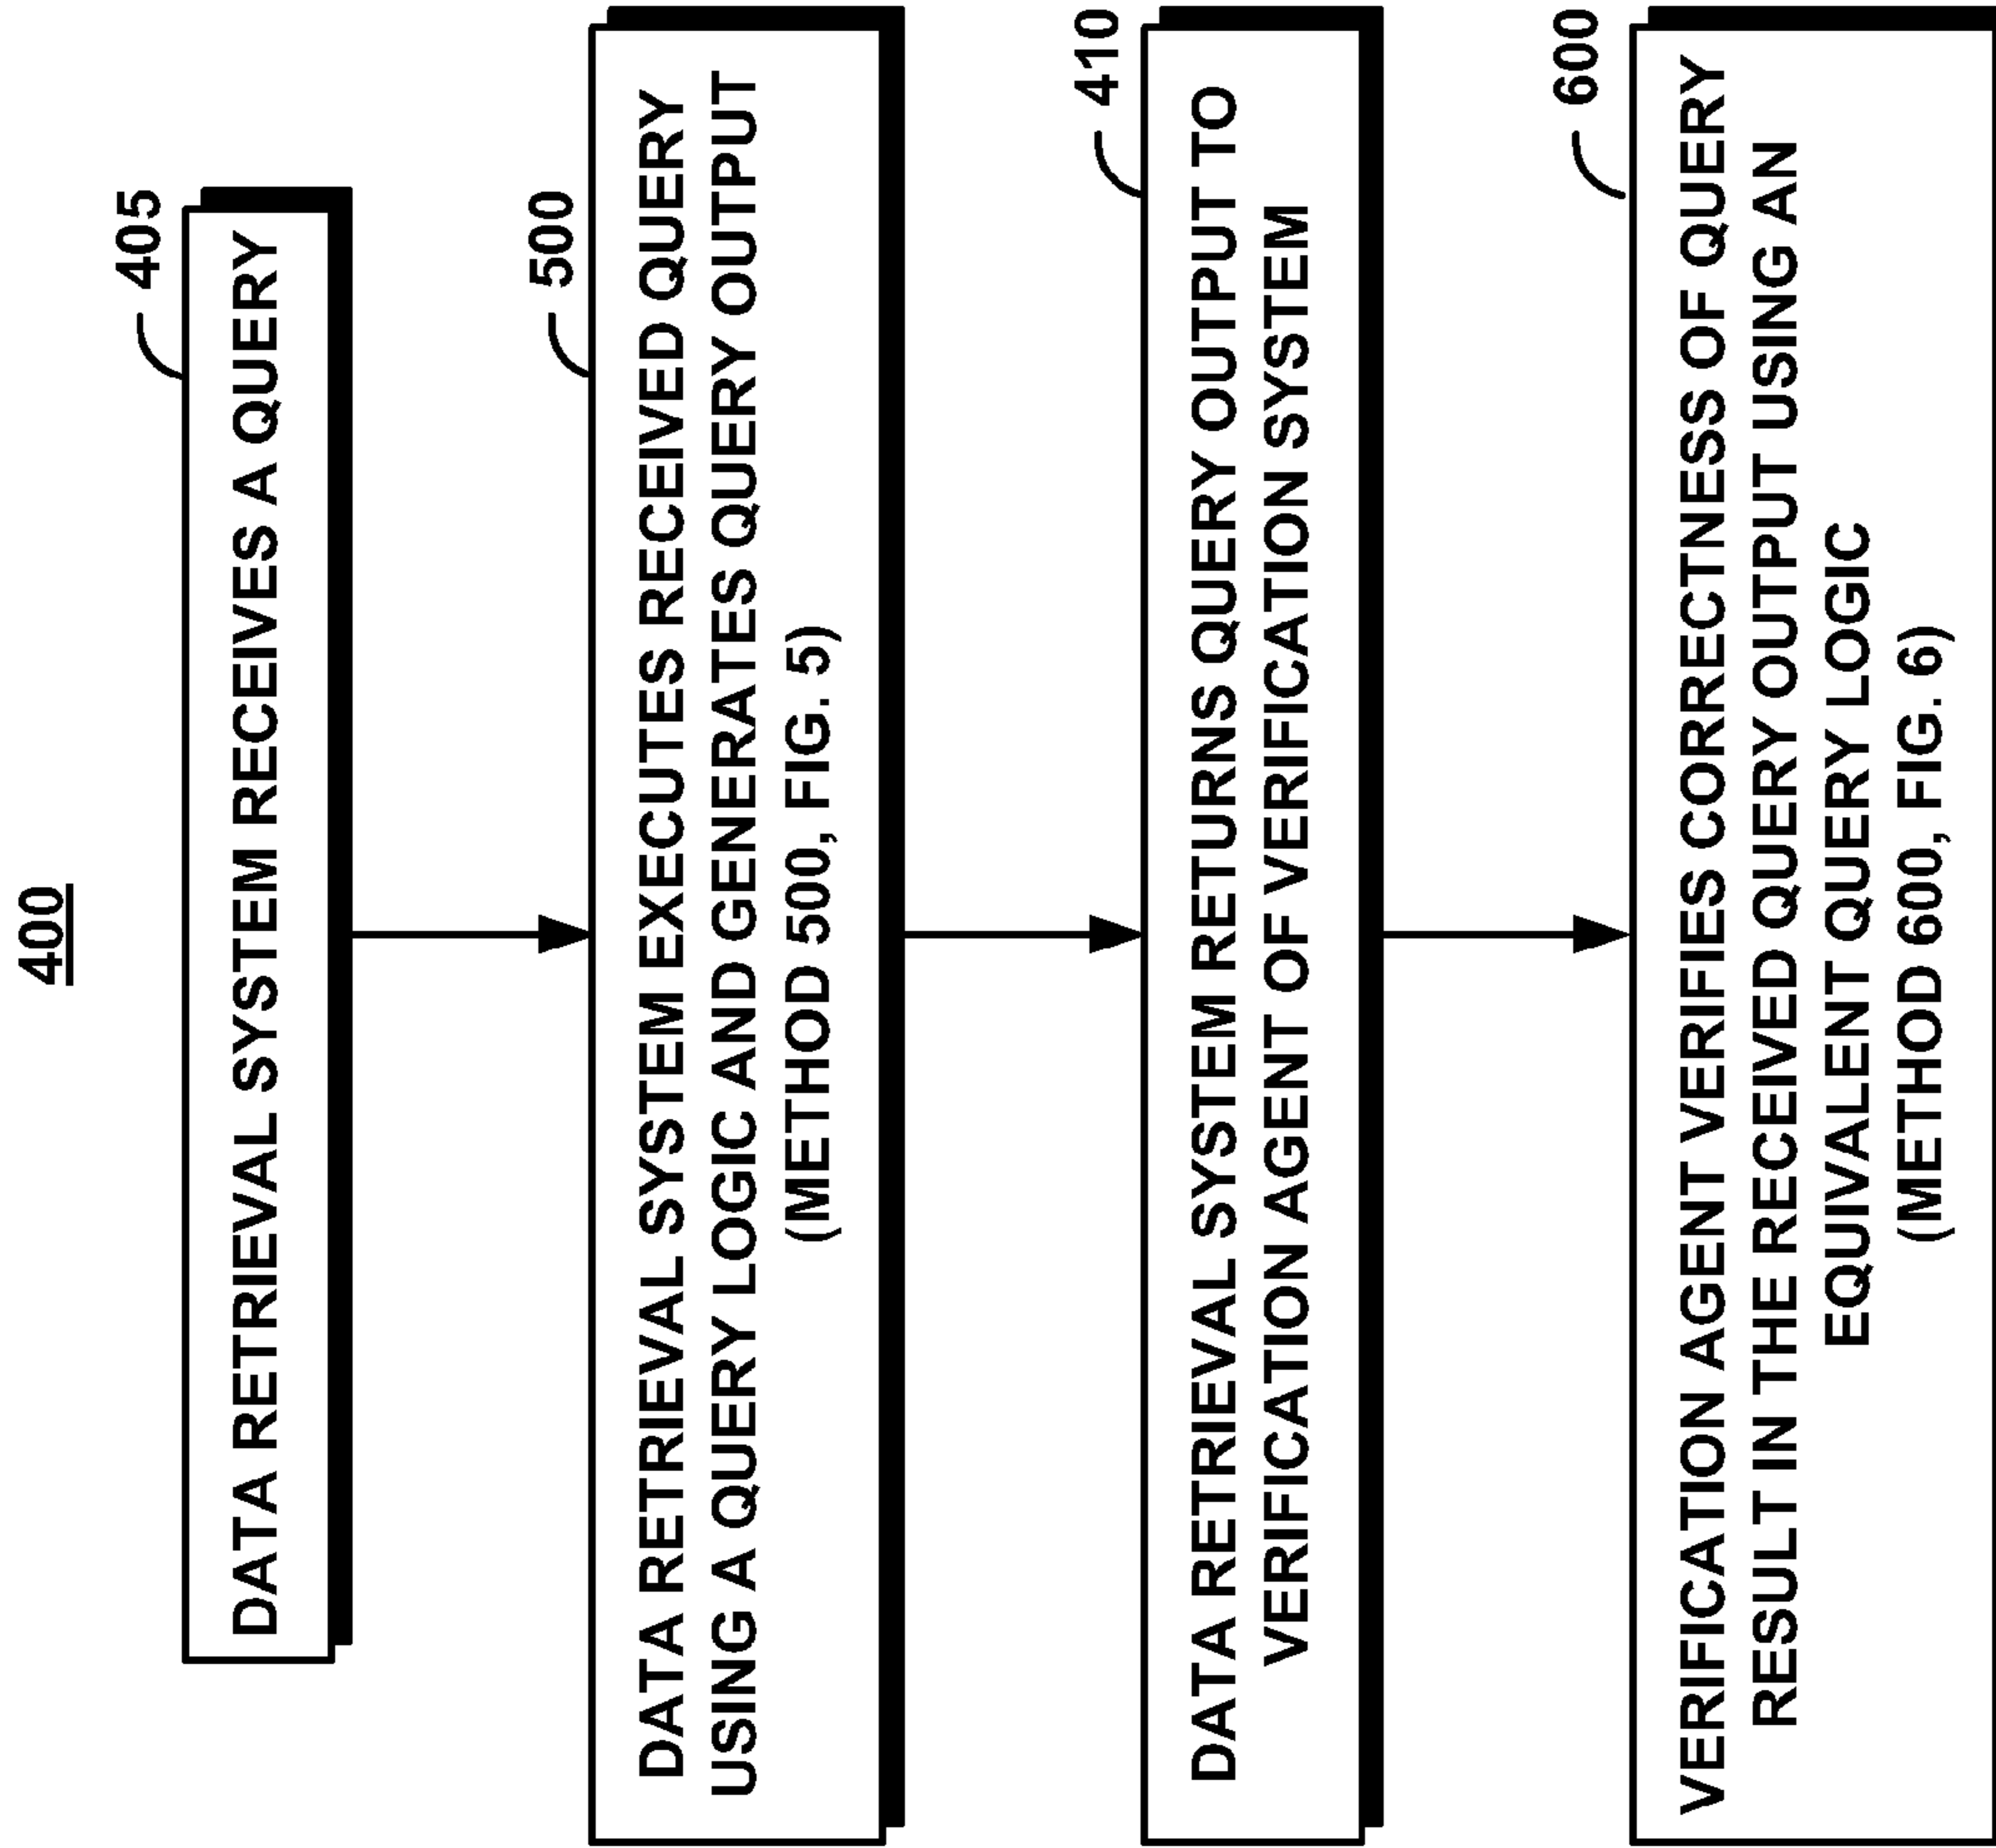 400
405
DATA RETRIEVAL SYSTEM RECEIVES A QUERY
500
DATA RETRIEVAL SYSTEM EXECUTES RECEIVED QUERY
USING A QUERY LOGIC AND GENERATES QUERY OUTPUT
(METHOD 500, FIG. 5)
410
DATA RETRIEVAL SYSTEM RETURNS QUERY OUTPUT TO
VERIFICATION AGENT OF VERIFICATION SYSTEM
600
VERIFICATION AGENT VERIFIES CORRECTNESS OF QUERY
RESULT IN THE RECEIVED QUERY OUTPUT USING AN
EQUIVALENT QUERY LOGIC
(METHOD 600, FIG. 6)